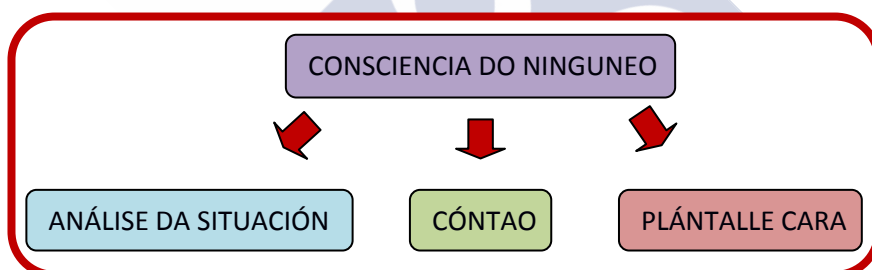 CONSCIENCIA DO NINGUNEO
ANÁLISE DA SITUACIÓN
CÓNTAO
PLÁNTALLE CARA